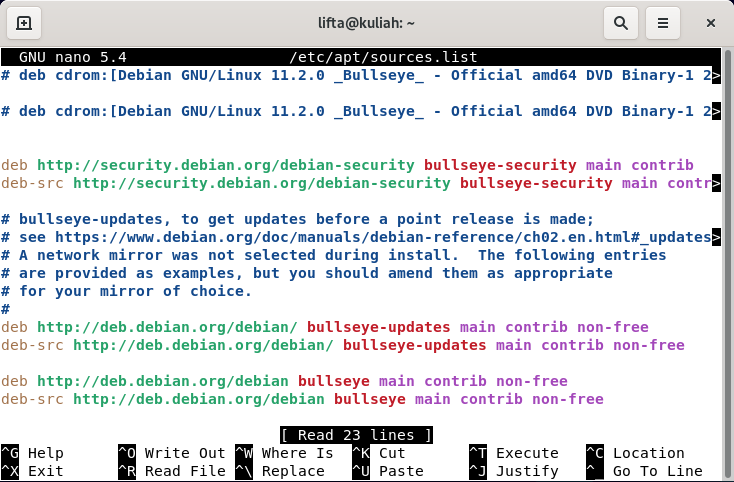 lifta@kuliah: ~
GNU nano 5.4 /etc/apt/sources.list
# deb cdrom:[Debian GNU/Linux 11.2.0 _Bullseye_ - Official amd64 DVD Binary-1 2>
# deb cdrom:[Debian GNU/Linux 11.2.0 _Bullseye_ - Official amd64 DVD Binary-1 2>
deb http://security.debian.org/debian-security bullseye-security main contrib
deb-src http://security.debian.org/debian-security bullseye-security main contr>
# bullseye-updates, to get updates before a point release is made;
# see https://www.debian.org/doc/manuals/debian-reference/ch02.en.html#_updates>
# A network mirror was not selected during install.  The following entries
# are provided as examples, but you should amend them as appropriate
# for your mirror of choice.
#
deb http://deb.debian.org/debian/ bullseye-updates main contrib non-free
deb-src http://deb.debian.org/debian/ bullseye-updates main contrib non-free
deb http://deb.debian.org/debian bullseye main contrib non-free
deb-src http://deb.debian.org/debian bullseye main contrib non-free
[ Read 23 lines ]
^G Help ^O Write Out ^W Where Is ^K Cut ^T Execute ^C Location
^X Exit ^R Read File ^\ Replace ^U Paste ^J Justify ^_ Go To Line